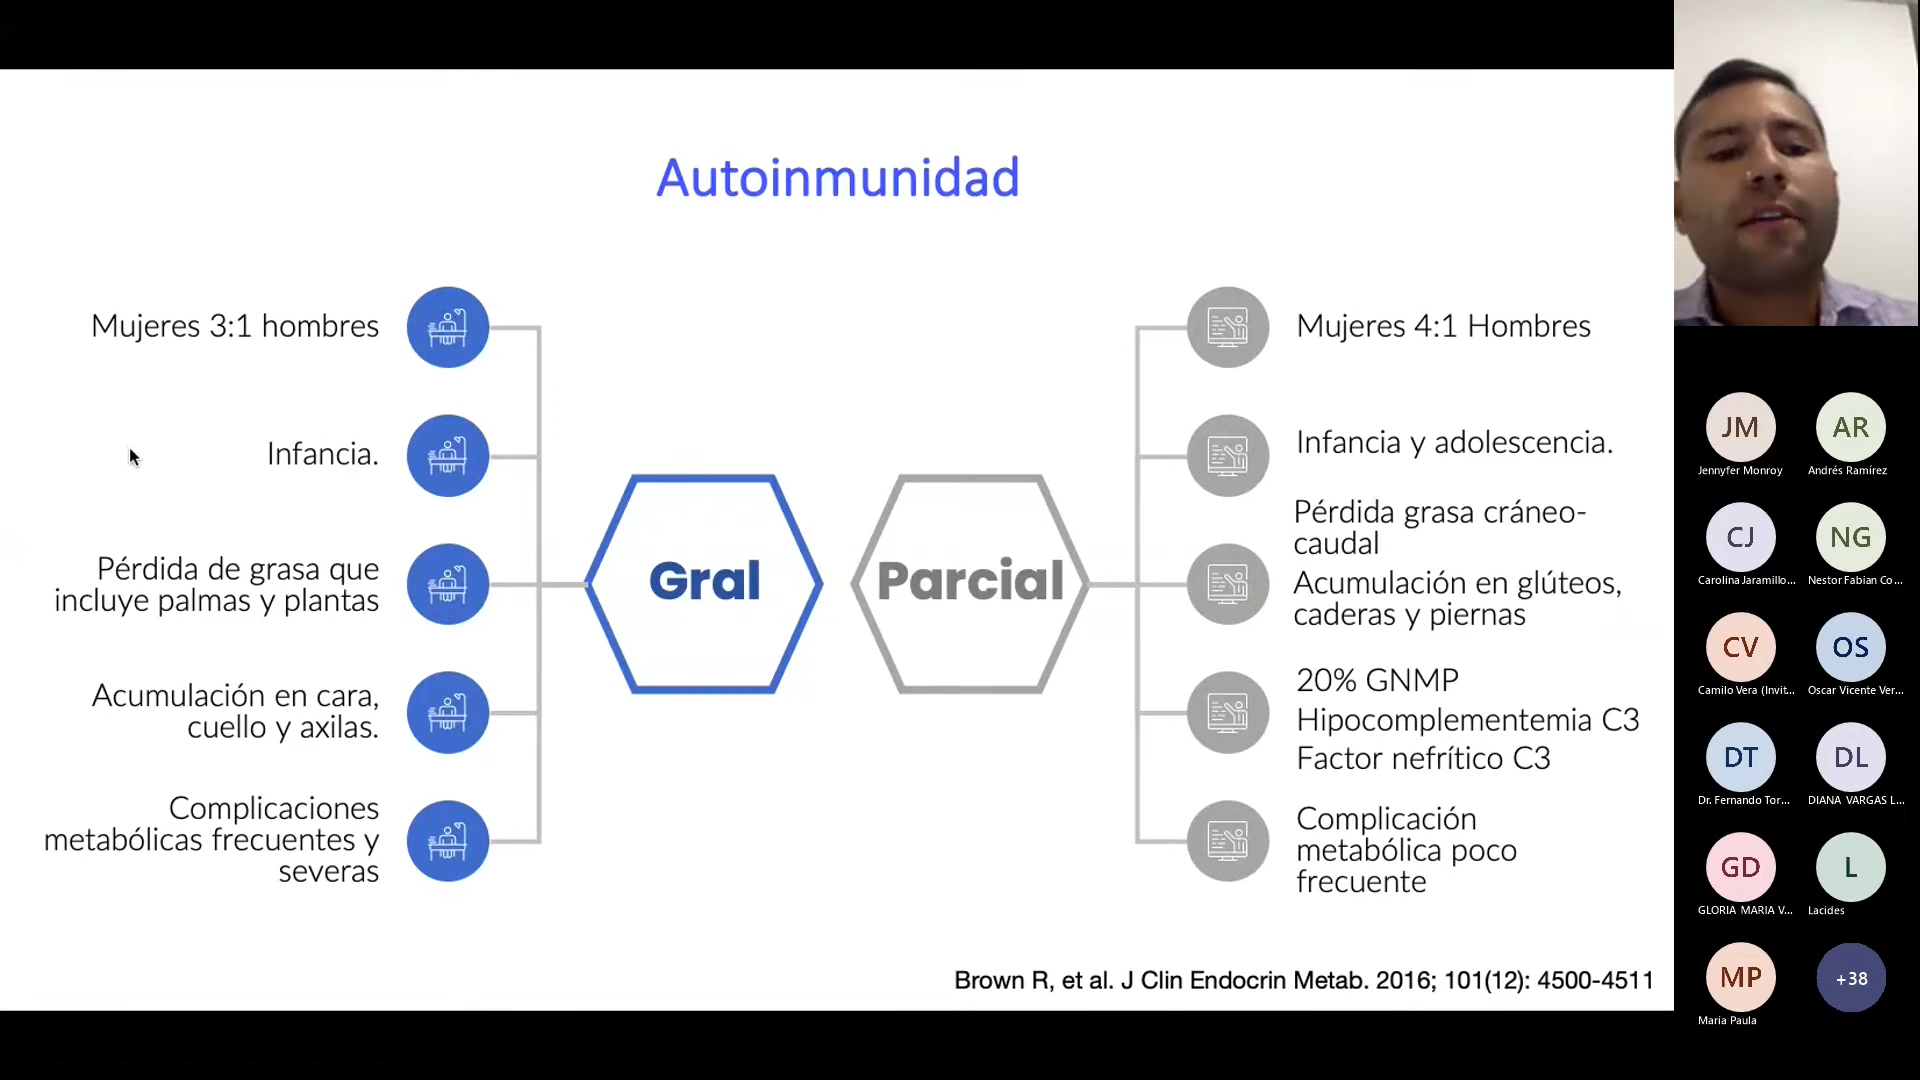 Autoinmunidad
Mujeres 3:1 hombres
Infancia.
Pérdida de grasa que
incluye palmas y plantas
Acumulación en cara,
cuello y axilas.
Complicaciones
metabólicas frecuentes y
severas
Gral
Parcial
Mujeres 4:1 Hombres
Infancia y adolescencia.
Pérdida grasa cráneo-
caudal
Acumulación en glúteos,
caderas y piernas
20% GNMP
Hipocomplementemia C3
Factor nefrítico C3
Complicación
metabólica poco
frecuente
Brown R, et al. J Clin Endocrin Metab. 2016; 101(12): 4500-4511
JM
AR
Jennyfer Monroy
Andrés Ramírez
CJ
NG
Carolina Jaramillo...
Nestor Fabian Co...
CV
OS
Camilo Vera (Invit...
Oscar Vicente Ver...
DT
DL
Dr. Fernando Tor...
DIANA VARGAS L...
GD
L
GLORIA MARIA V...
Lacides
MP
+38
Maria Paula